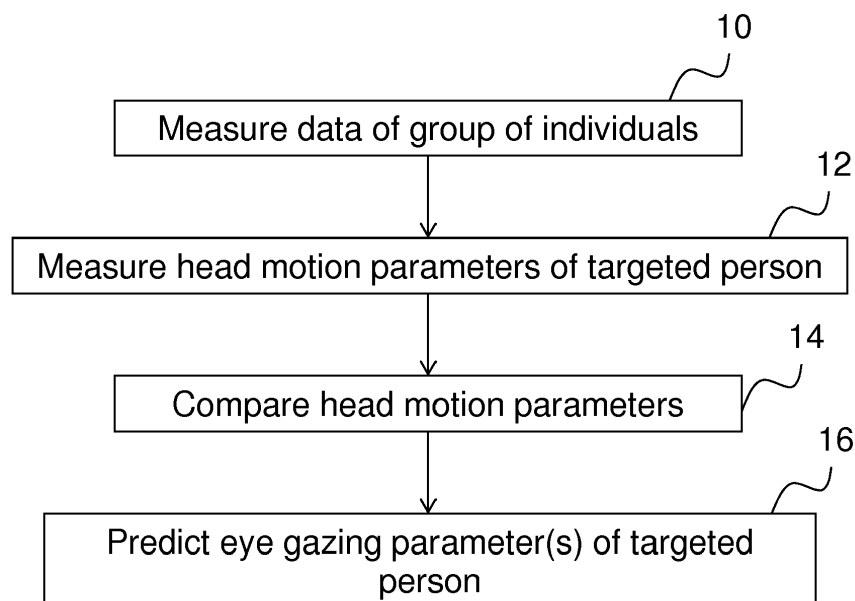 10
Measure data of group of individuals
12
Measure head motion parameters of targeted person
14
Compare head motion parameters
16
Predict eye gazing parameter(s) of targeted
person